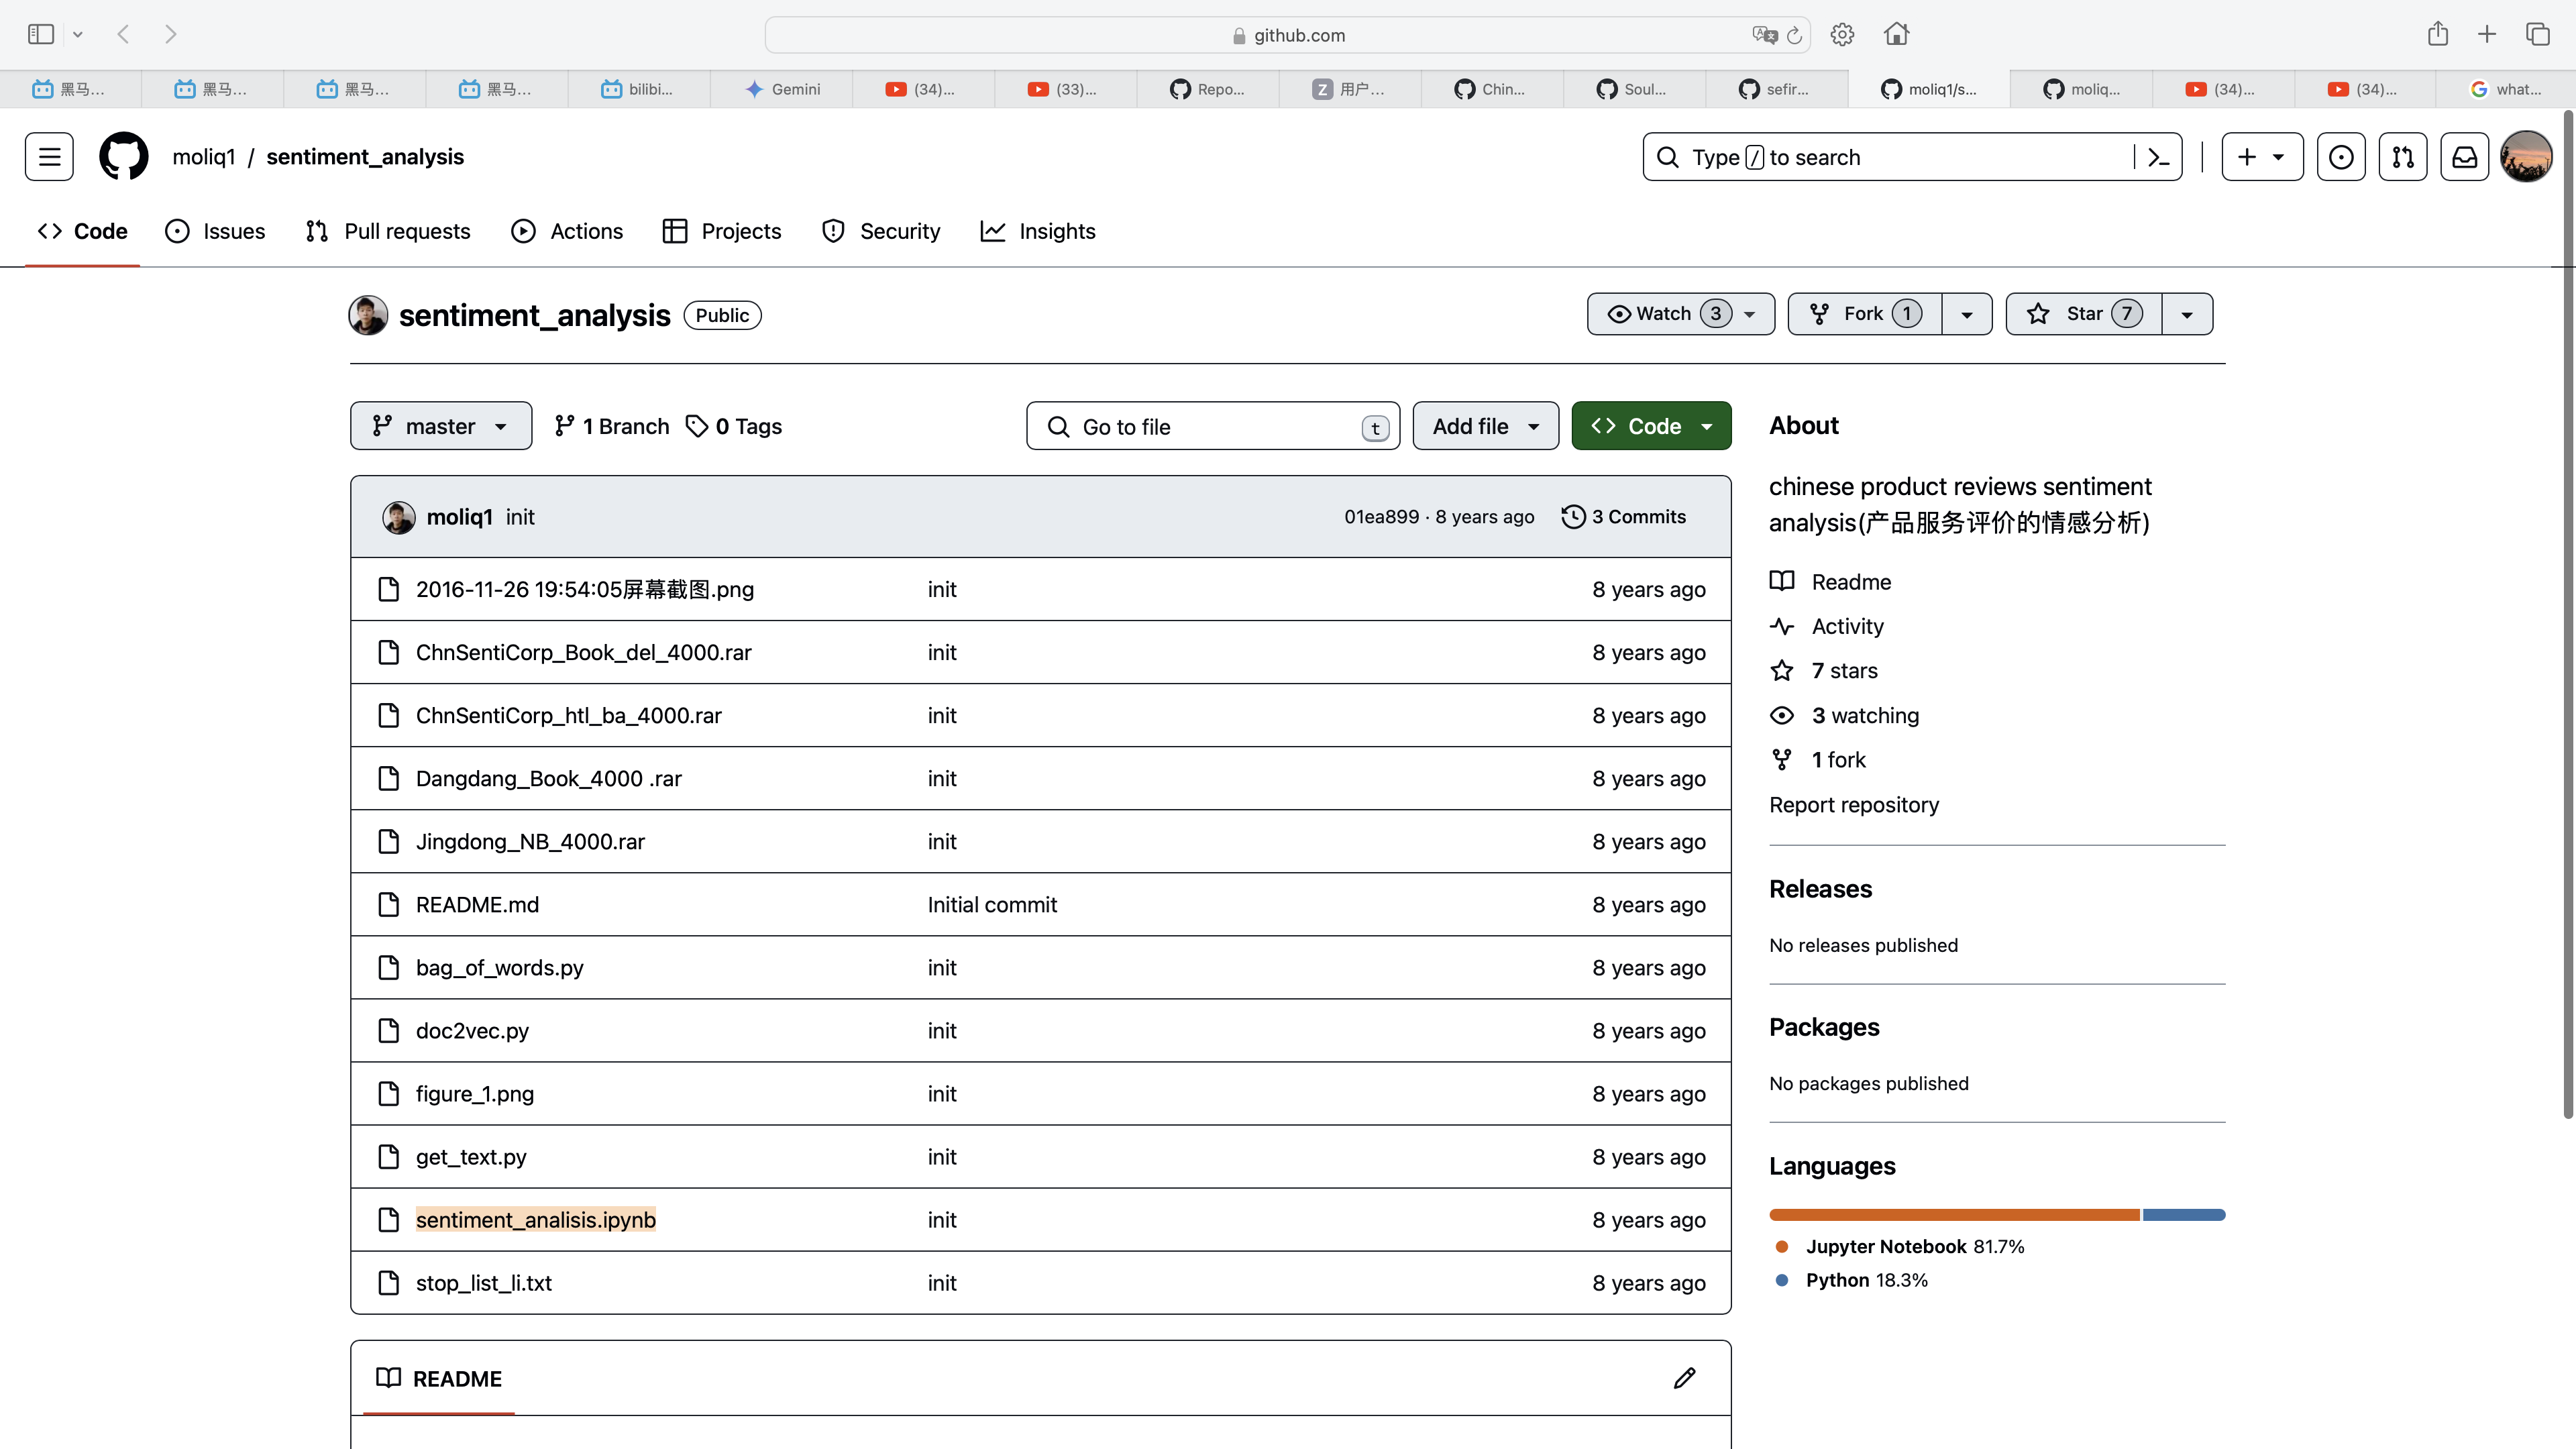 github.com
黑马...
黑马...
黑马...
黑马...
bilibi...
Gemini
(34)...
(33)...
Repo...
Z 用户...
Chin...
Soul...
sefir...
moliq1/s...
moliq...
(34)...
(34)...
what...
moliq1 / sentiment_analysis
Type / to search
Code
Issues
Pull requests
Actions
Projects
Security
Insights
sentiment_analysis Public
Watch 3
Fork 1
Star 7
master
1 Branch
0 Tags
Go to file t
Add file
Code
moliq1 init 01ea899 · 8 years ago 3 Commits
2016-11-26 19:54:05屏幕截图.png init 8 years ago
ChnSentiCorp_Book_del_4000.rar init 8 years ago
ChnSentiCorp_htl_ba_4000.rar init 8 years ago
Dangdang_Book_4000 .rar init 8 years ago
Jingdong_NB_4000.rar init 8 years ago
README.md Initial commit 8 years ago
bag_of_words.py init 8 years ago
doc2vec.py init 8 years ago
figure_1.png init 8 years ago
get_text.py init 8 years ago
sentiment_analisis.ipynb init 8 years ago
stop_list_li.txt init 8 years ago
README
About
chinese product reviews sentiment
analysis(产品服务评价的情感分析)
Readme
Activity
7 stars
3 watching
1 fork
Report repository
Releases
No releases published
Packages
No packages published
Languages
Jupyter Notebook 81.7%
Python 18.3%